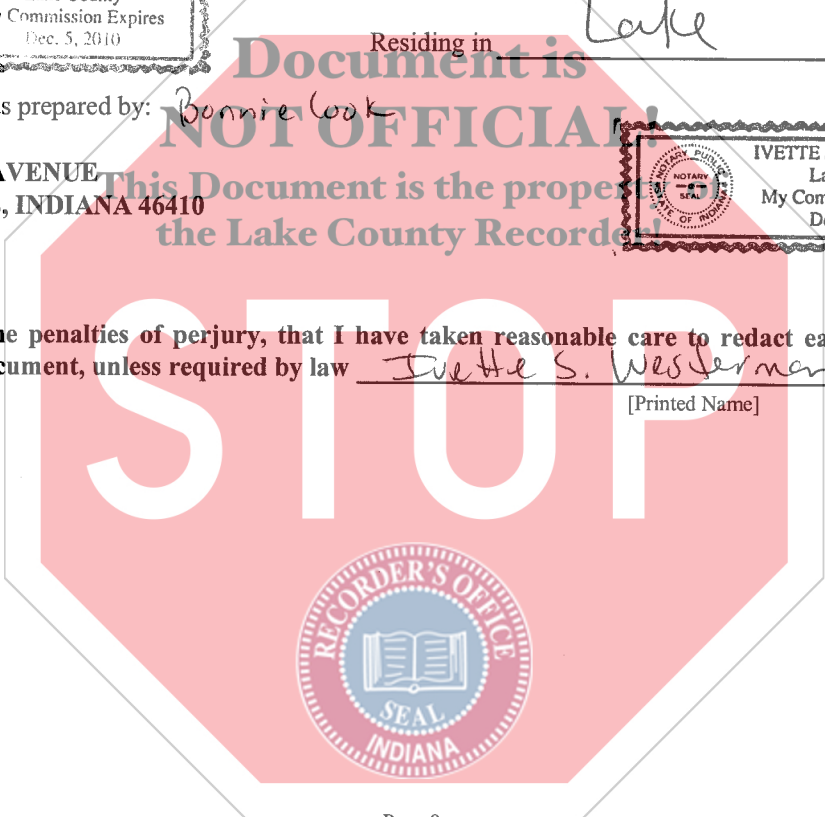 Commission Expires
Dec. 5, 2010
Residing in Lake
Document is
s prepared by: Bonnie Cook
NOT OFFICIAL!
IVETTE
NOTARY PUBLIC
NOTARY
SEAL
STATE OF INDIANA
La
My Com
De
AVENUE
This Document is the property of
, INDIANA 46410
the Lake County Recorder!
ne penalties of perjury, that I have taken reasonable care to redact ea
cument, unless required by law Ivette S. Westerman
[Printed Name]
STOP
RECORDER'S OFFICE
SEAL
INDIANA